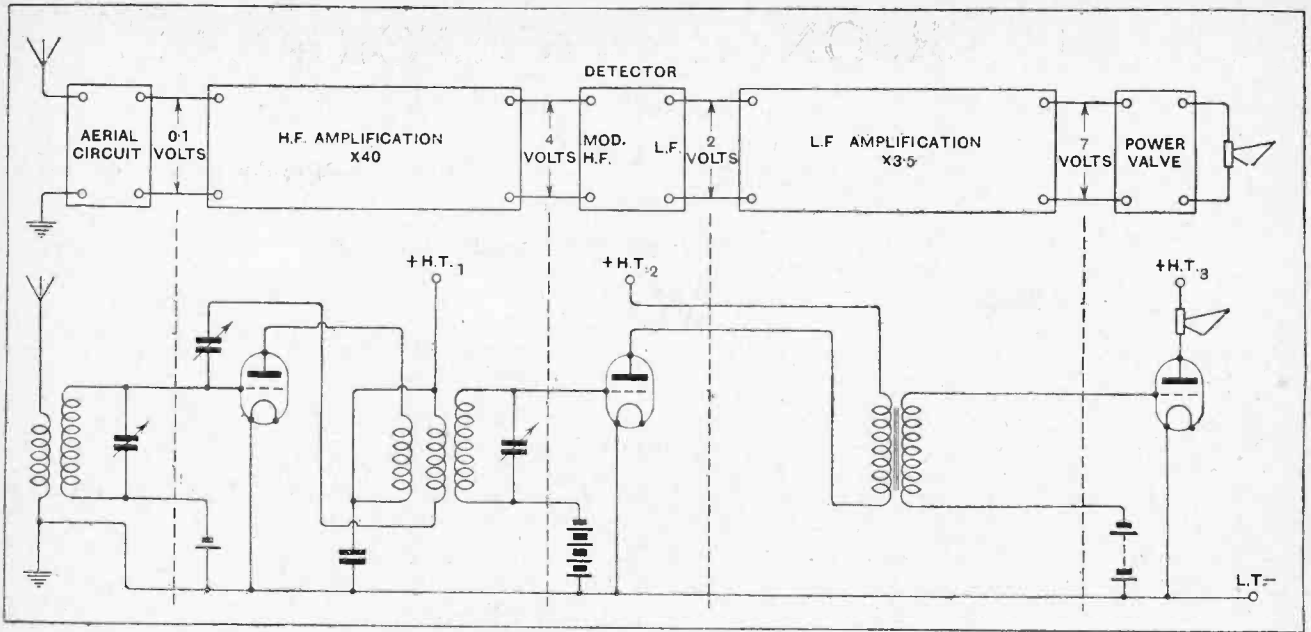 DETECTOR
AERIAL
CIRCUIT
0·1
VOLTS
H.F. AMPLIFICATION
X40
4
VOLTS
MOD.
H.F.
L.F.
2
VOLTS
L.F AMPLIFICATION
X3·5
7
VOLTS
POWER
VALVE
+H.T. 1
+H.T. 2
+H.T. 3
L.T.-